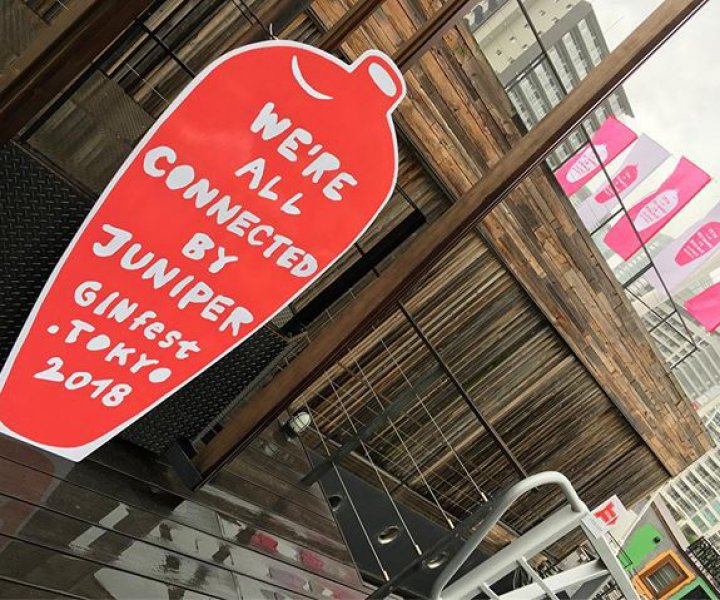 WE'RE
ALL
CONNECTED
BY
JUNIPER
GINfest
.TOKYO
2018